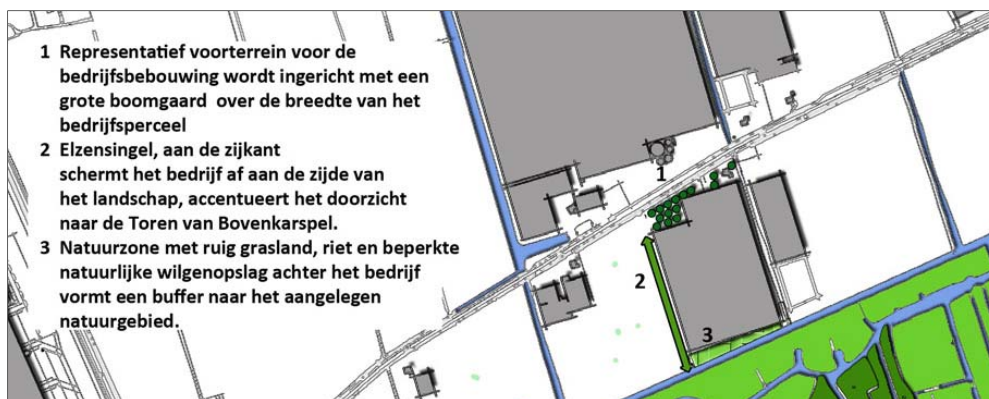 1 Representatief voorterrein voor de
bedrijfsbebouwing wordt ingericht met een
grote boomgaard over de breedte van het
bedrijfsperceel
2 Elzensingel, aan de zijkant
schermt het bedrijf af aan de zijde van
het landschap, accentueert het doorzicht
naar de Toren van Bovenkarspel.
3 Natuurzone met ruig grasland, riet en beperkte
natuurlijke wilgenopslag achter het bedrijf
vormt een buffer naar het aangelegen
natuurgebied.
1
2
3